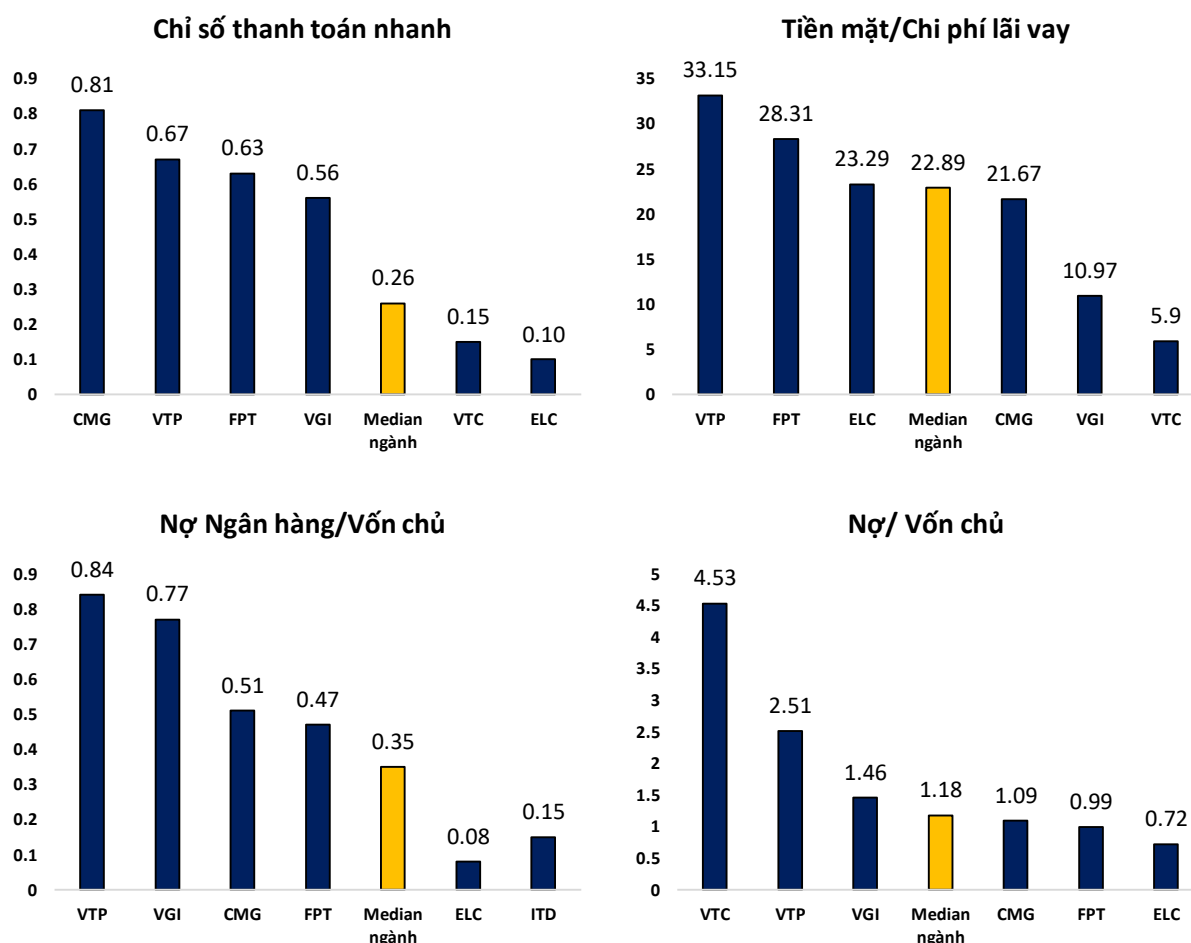 Chỉ số thanh toán nhanh
0.9
0.8
0.7
0.6
0.5
0.4
0.3
0.2
0.1
0
0.81
0.67
0.63
0.56
0.26
0.15
0.10
CMG
VTP
FPT
VGI
Median
ngành
VTC
ELC
Tiền mặt/Chi phí lãi vay
35
30
25
20
15
10
5
0
33.15
28.31
23.29
22.89
21.67
10.97
5.9
VTP
FPT
ELC
Median
ngành
CMG
VGI
VTC
Nợ Ngân hàng/Vốn chủ
0.9
0.8
0.7
0.6
0.5
0.4
0.3
0.2
0.1
0
0.84
0.77
0.51
0.47
0.35
0.08
0.15
VTP
VGI
CMG
FPT
Median
ngành
ELC
ITD
Nợ/ Vốn chủ
5
4.5
4
3.5
3
2.5
2
1.5
1
0.5
0
4.53
2.51
1.46
1.18
1.09
0.99
0.72
VTC
VTP
VGI
Median
ngành
CMG
FPT
ELC